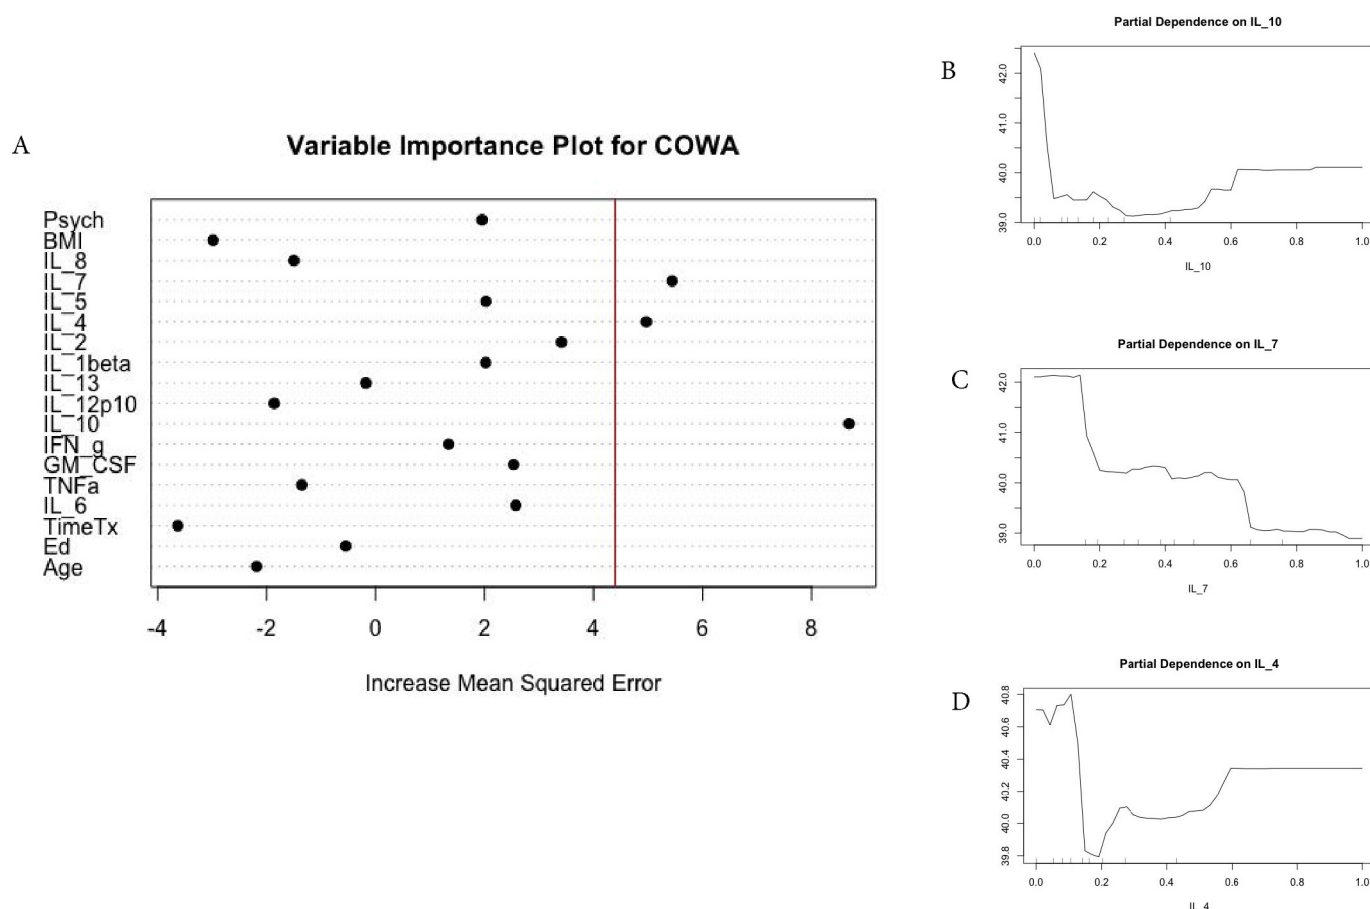 A
Variable Importance Plot for COWA
Psych
BMI
IL_8
IL_7
IL_5
IL_4
IL_2
IL_1beta
IL_13
IL_12p10
IL_10
IFN_g
GM_CSF
TNFa
IL_6
TimeTx
Ed
Age
-4 -2 0 2 4 6 8
Increase Mean Squared Error
B
Partial Dependence on IL_10
42.0
41.0
40.0
39.0
0.0 0.2 0.4 0.6 0.8 1.0
IL_10
C
Partial Dependence on IL_7
42.0
41.0
40.0
39.0
0.0 0.2 0.4 0.6 0.8 1.0
IL_7
D
Partial Dependence on IL_4
40.8
40.6
40.4
40.2
40.0
39.8
0.0 0.2 0.4 0.6 0.8 1.0
IL_4